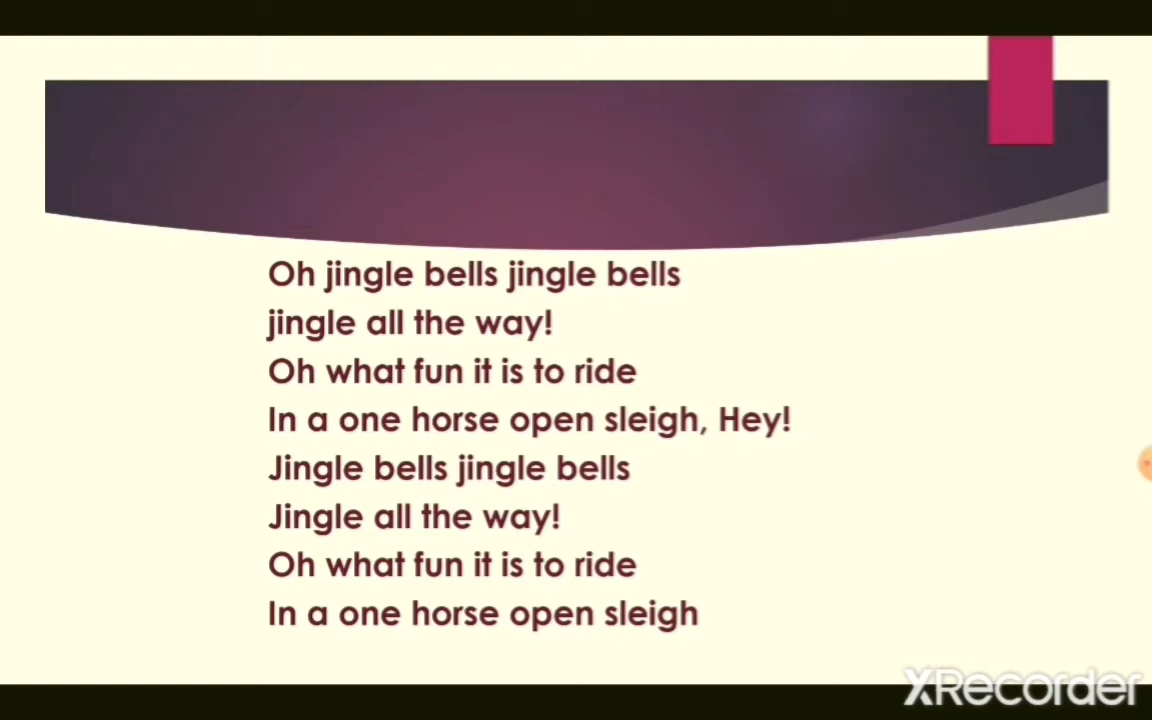 Oh jingle bells jingle bells
jingle all the way!
Oh what fun it is to ride
In a one horse open sleigh, Hey!
Jingle bells jingle bells
Jingle all the way!
Oh what fun it is to ride
In a one horse open sleigh
XRecorder